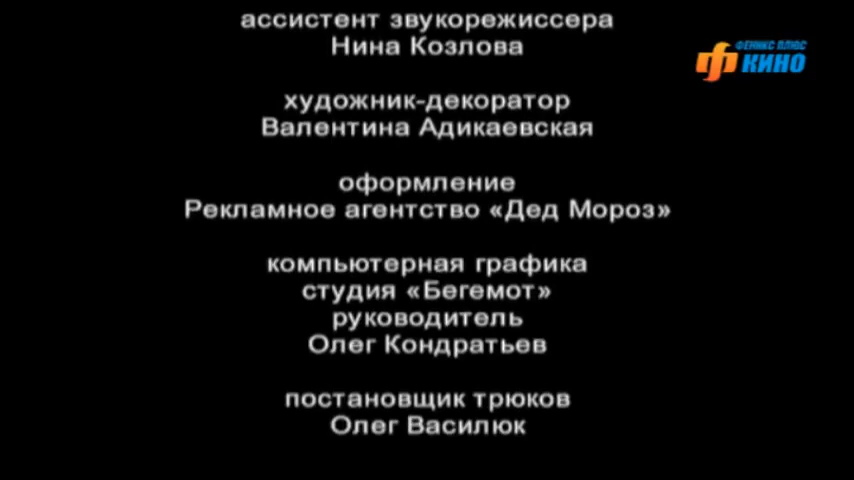 ассистент звукорежиссера
Нина Козлова
ФЕНИКС ПЛЮС
КИНО
художник-декоратор
Валентина Адикаевская
оформление
Рекламное агентство «Дед Мороз»
компьютерная графика
студия «Бегемот»
руководитель
Олег Кондратьев
постановщик трюков
Олег Василюк